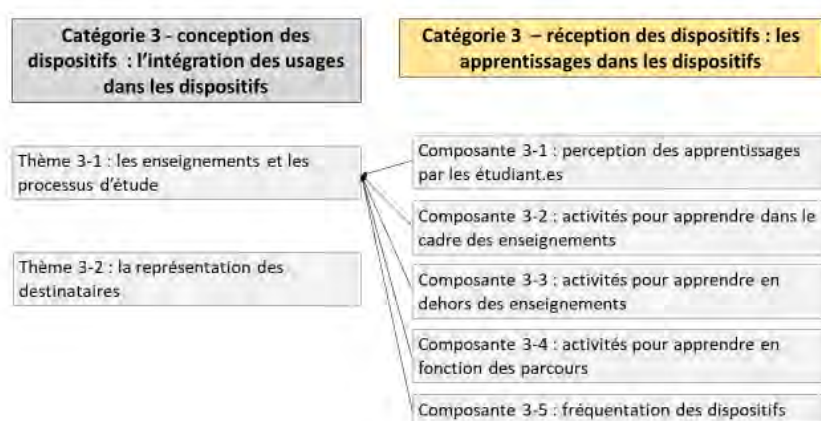 Catégorie 3 - conception des
dispositifs : l'intégration des usages
dans les dispositifs
Catégorie 3 – réception des dispositifs : les
apprentissages dans les dispositifs
Thème 3-1 : les enseignements et les
processus d'étude
Thème 3-2 : la représentation des
destinataires
Composante 3-1 : perception des apprentissages
par les étudiant.es
Composante 3-2 : activités pour apprendre dans le
cadre des enseignements
Composante 3-3 : activités pour apprendre en
dehors des enseignements
Composante 3-4 : activités pour apprendre en
fonction des parcours
Composante 3-5 : fréquentation des dispositifs